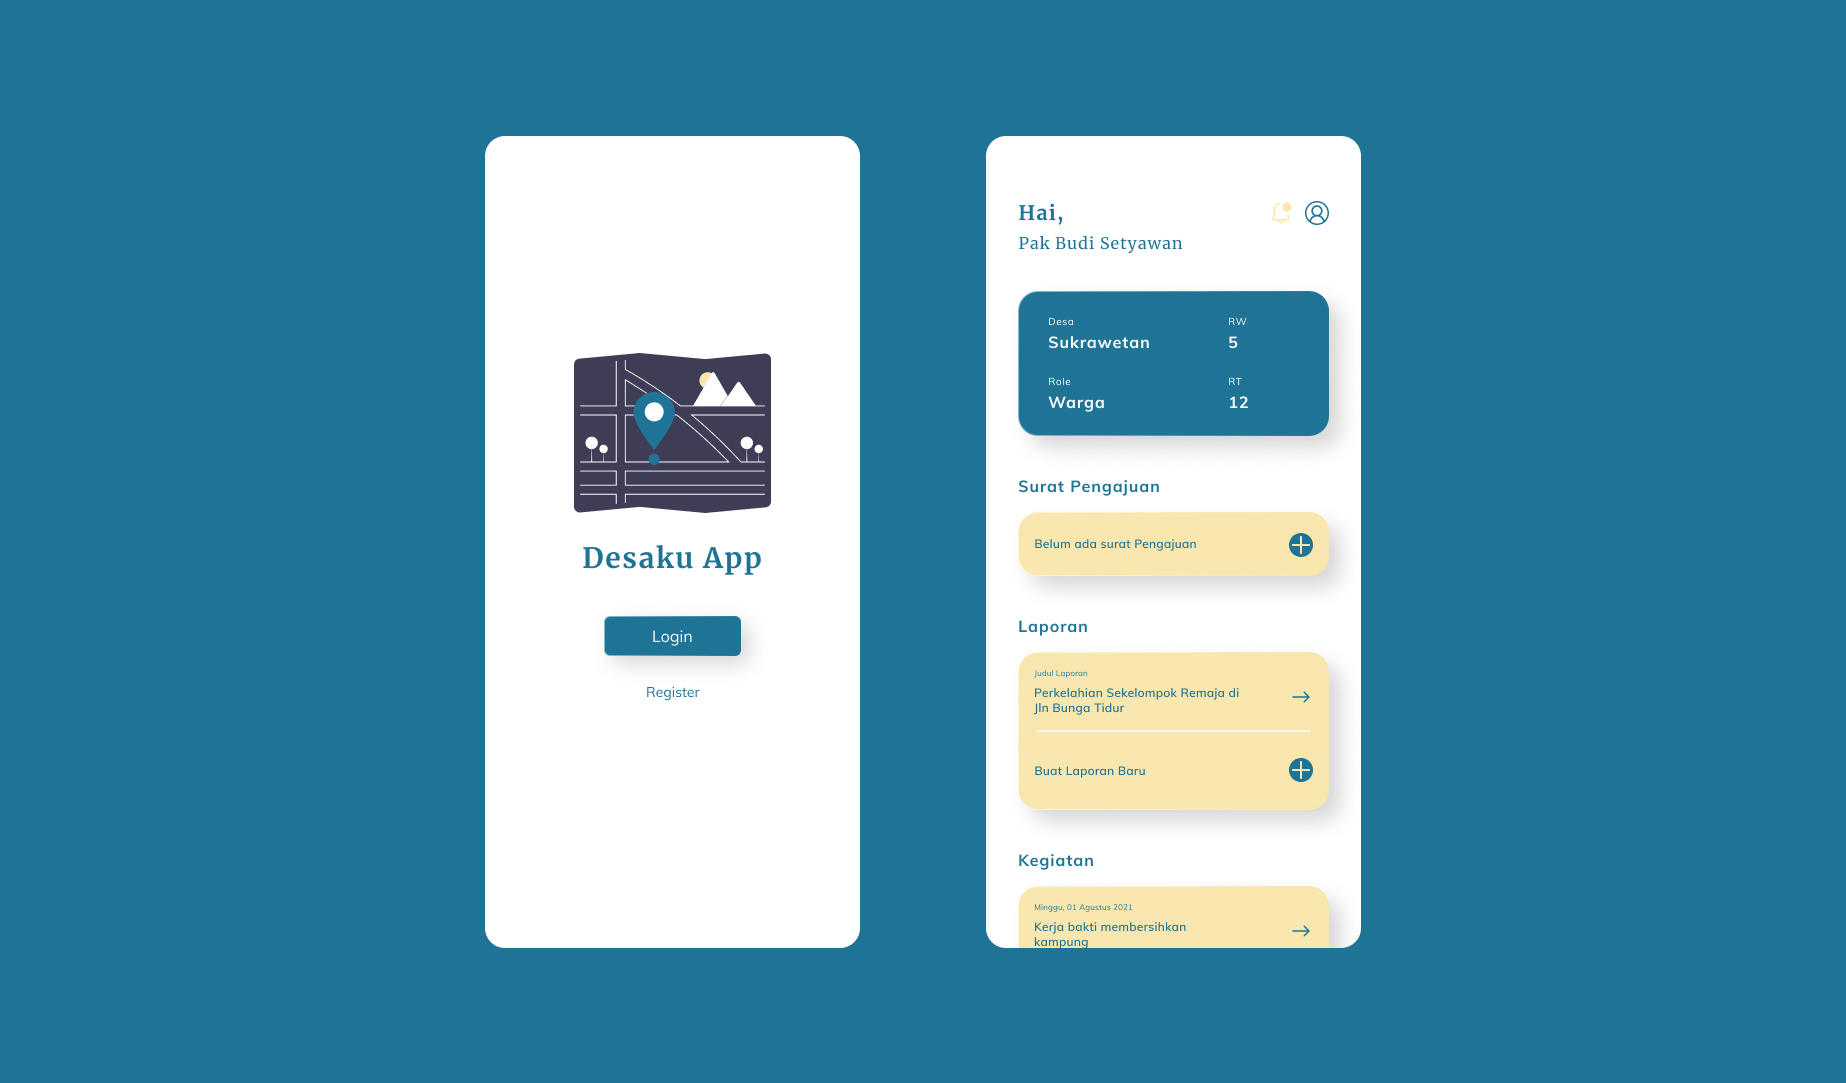 Desaku App
Login
Register
Hai,
Pak Budi Setyawan
Desa
Sukrawetan
RW
5
Role
Warga
RT
12
Surat Pengajuan
Belum ada surat Pengajuan
Laporan
Judul Laporan
Perkelahian Sekelompok Remaja di
Jln Bunga Tidur
Buat Laporan Baru
Kegiatan
Minggu, 01 Agustus 2021
Kerja bakti membersihkan
kampung